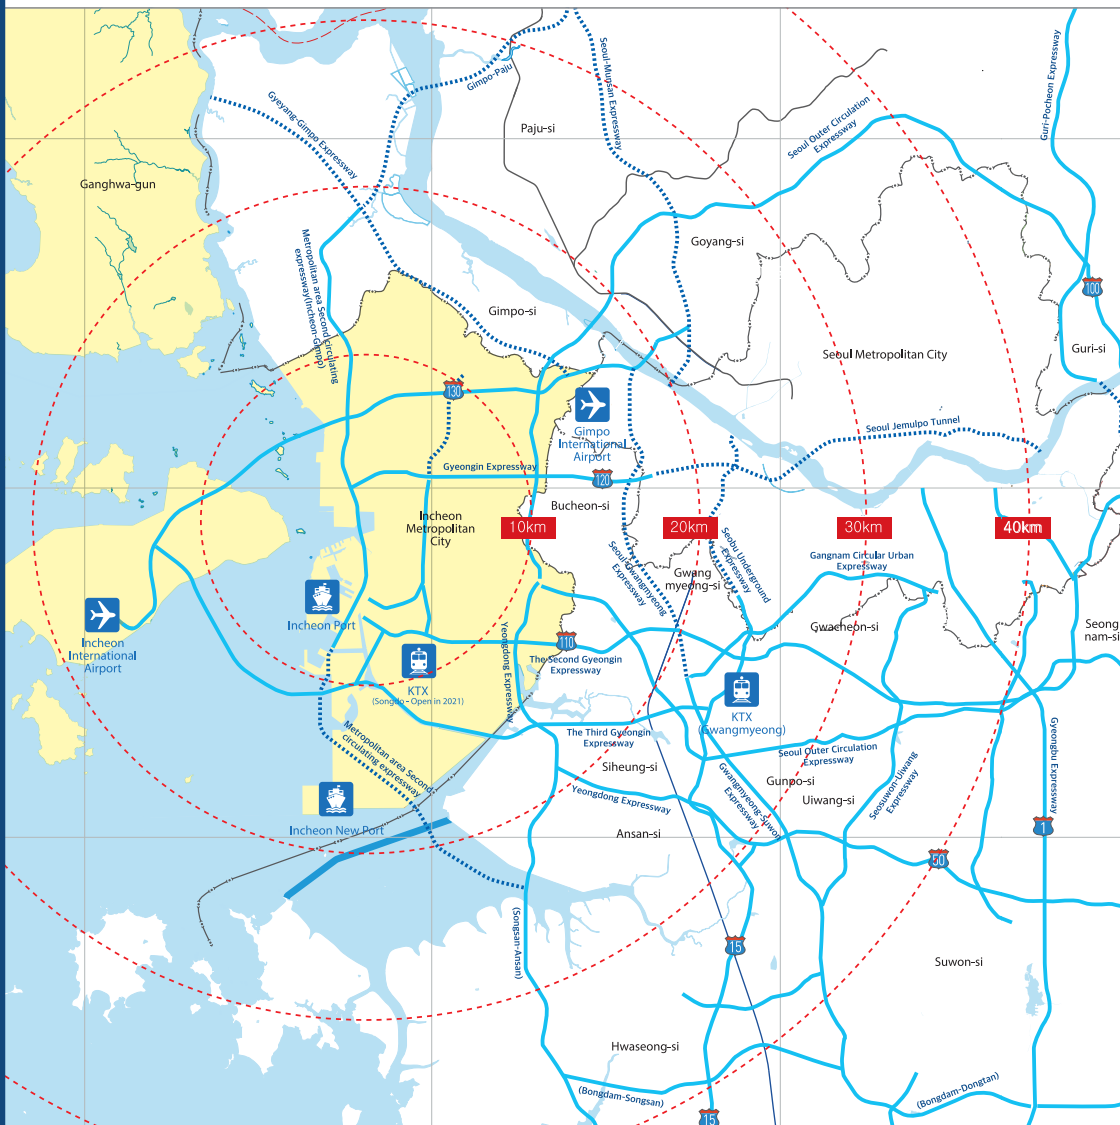 Seoul-Munsan Expressway
Gimpo-Paju
Guri-Pocheon Expressway
Gyeyang-Gimpo Expressway
Paju-si
Seoul Outer Circulation
Expressway
Ganghwa-gun
Goyang-si
Metropolitan area Second circulating
expressway(Incheon-Gimpo)
100
Gimpo-si
Guri-si
Seoul Metropolitan City
130
Gimpo
International
Airport
Seoul Jemulpo Tunnel
Gyeongin Expressway
120
Bucheon-si
Incheon
Metropolitan
City
10km
20km
30km
40km
Seoul-Gwangmyeong
Expressway
Seobu Underground
Expressway
Gangnam Circular Urban
Expressway
Gwang
myeong-si
Incheon Port
Gwacheon-si
Seong
nam-si
Incheon
International
Airport
110
Yeongdong Expressway
The Second Gyeongin
Expressway
KTX
(Songdo - Open in 2021)
KTX
(Gwangmyeong)
Metropolitan area Second
circulating expressway
The Third Gyeongin
Expressway
Seoul Outer Circulation
Expressway
Gyeongbu Expressway
Siheung-si
Gwangmyeong-Suwon
Expressway
Gunpo-si
Uiwang-si
Seosuwon-Uiwang
Expressway
Yeongdong Expressway
Incheon New Port
Ansan-si
1
50
(Songsan-Ansan)
15
Suwon-si
Hwaseong-si
(Bongdam-Songsan)
(Bongdam-Dongtan)
15